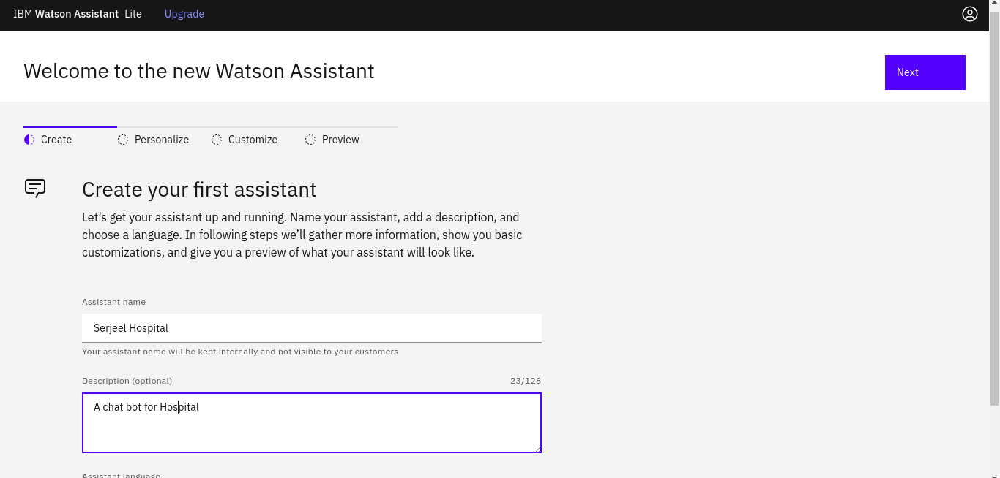 IBM Watson Assistant Lite Upgrade
Welcome to the new Watson Assistant
Next
Create Personalize Customize Preview
Create your first assistant
Let’s get your assistant up and running. Name your assistant, add a description, and
choose a language. In following steps we’ll gather more information, show you basic
customizations, and give you a preview of what your assistant will look like.
Assistant name
Serjeel Hospital
Your assistant name will be kept internally and not visible to your customers
Description (optional) 23/128
A chat bot for Hospital
Assistant language